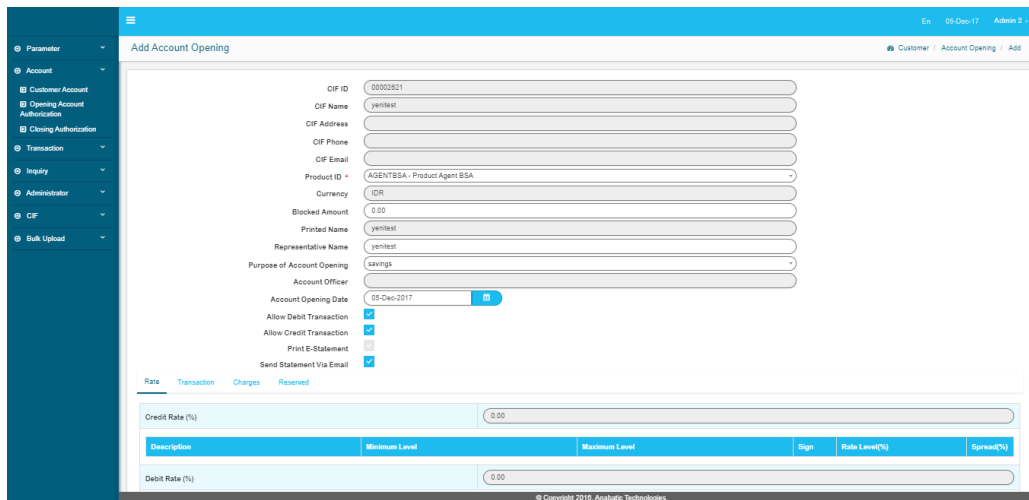 En 05-Dec-17 Admin 2
Parameter
Account
Customer Account
Opening Account
Authorization
Closing Authorization
Transaction
Inquiry
Administrator
CIF
Bulk Upload
Add Account Opening
Customer / Account Opening / Add
CIF ID 00002621
CIF Name yenitest
CIF Address
CIF Phone
CIF Email
Product ID * AGENTBSA - Product Agent BSA
Currency IDR
Blocked Amount 0.00
Printed Name yenitest
Representative Name yenitest
Purpose of Account Opening savings
Account Officer
Account Opening Date 05-Dec-2017
Allow Debit Transaction
Allow Credit Transaction
Print E-Statement
Send Statement Via Email
Rate Transaction Charges Reserved
Credit Rate (%) 0.00
Description Minimum Level Maximum Level Sign Rate Level(%) Spread(%)
Debit Rate (%) 0.00
© Copyright 2016, Anabatic Technologies